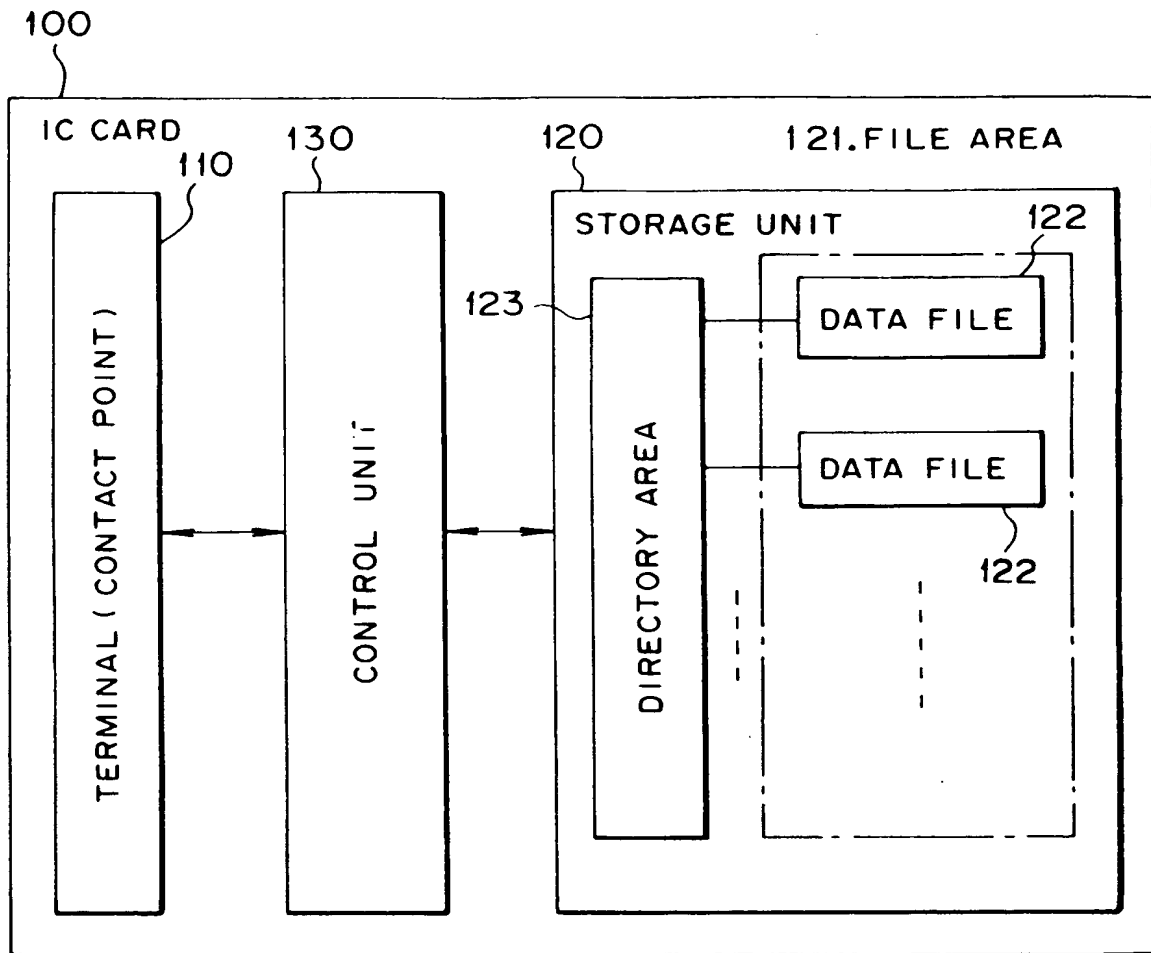 100
IC CARD
110
130
120
121.FILE AREA
STORAGE UNIT
122
123
DATA FILE
DATA FILE
122
TERMINAL (CONTACT POINT)
CONTROL UNIT
DIRECTORY AREA